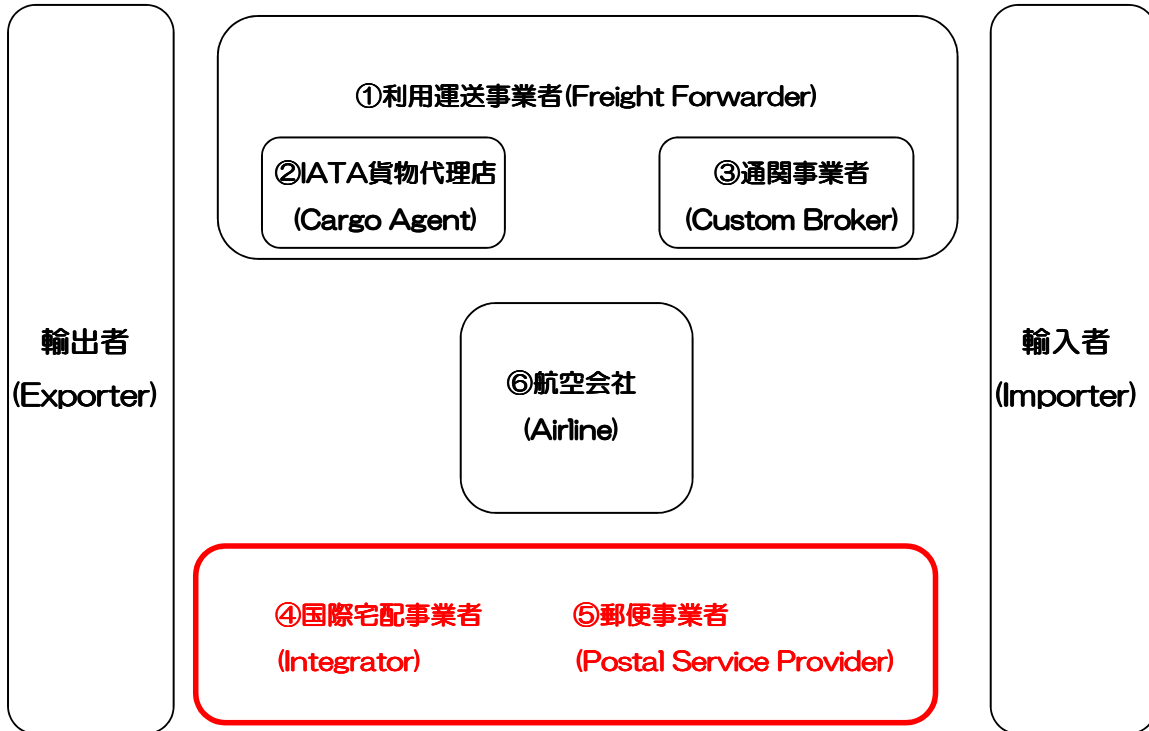 ①利用運送事業者(Freight Forwarder)
②IATA貨物代理店
(Cargo Agent)
③通関事業者
(Custom Broker)
輸出者
(Exporter)
⑥航空会社
(Airline)
輸入者
(Importer)
④国際宅配事業者
(Integrator)
⑤郵便事業者
(Postal Service Provider)